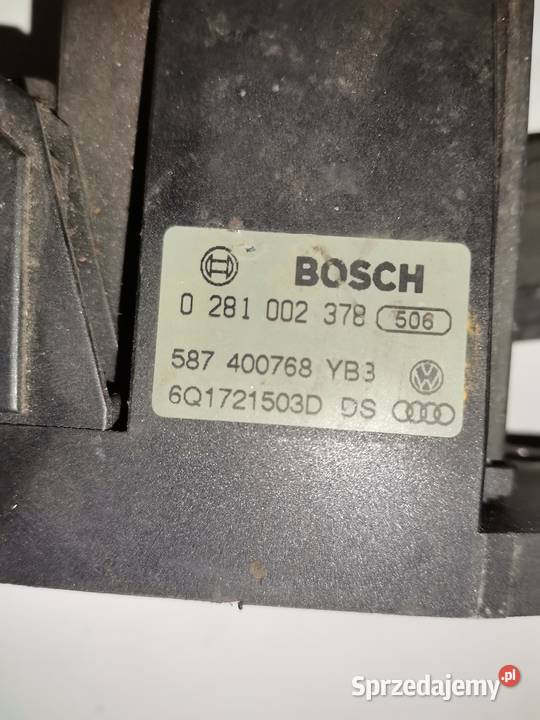 BOSCH
0 281 002 378 506
587 400768 YB3
6Q1721503D DS
Sprzedajemy.pl